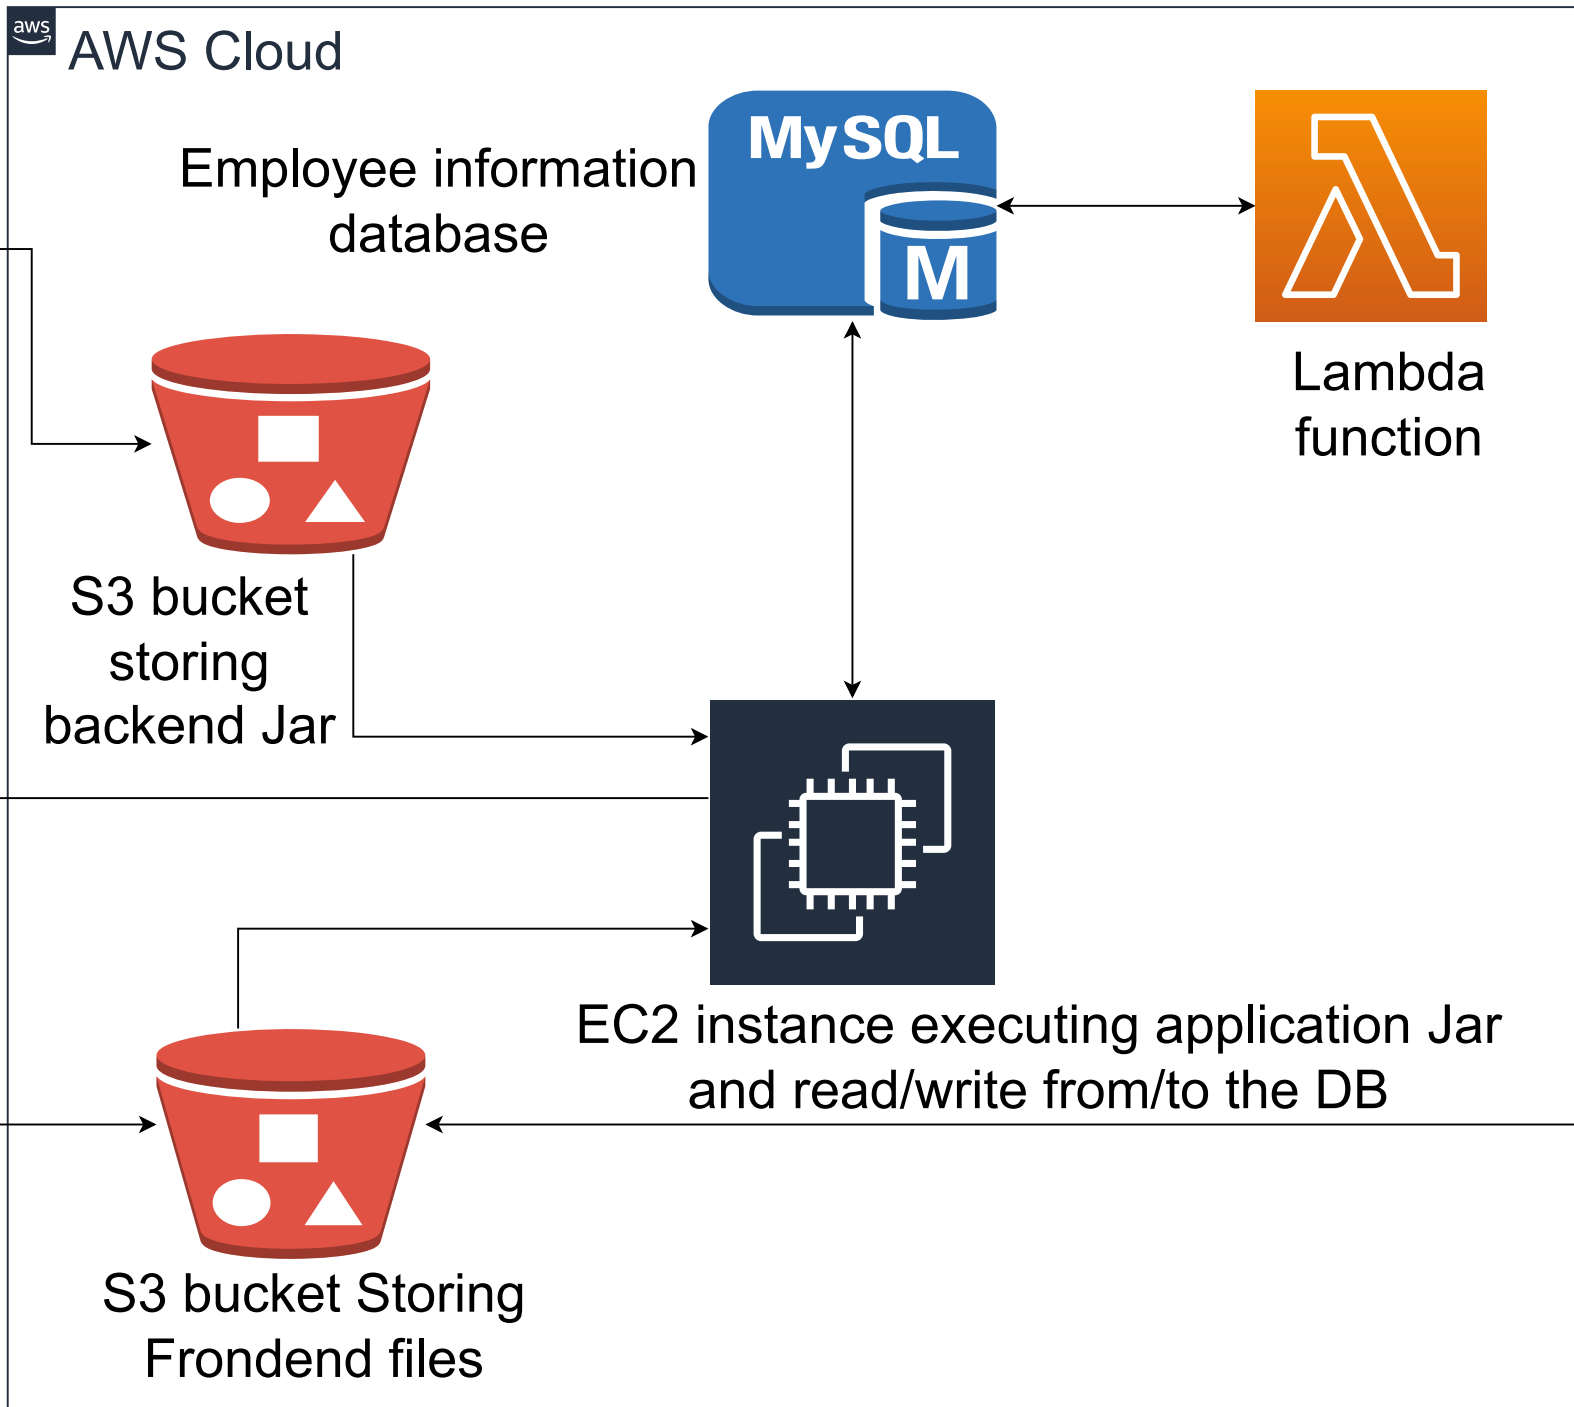 aws
AWS Cloud
Employee information
database
MySQL
M
Lambda
function
S3 bucket
storing
backend Jar
EC2 instance executing application Jar
and read/write from/to the DB
S3 bucket Storing
Frondend files